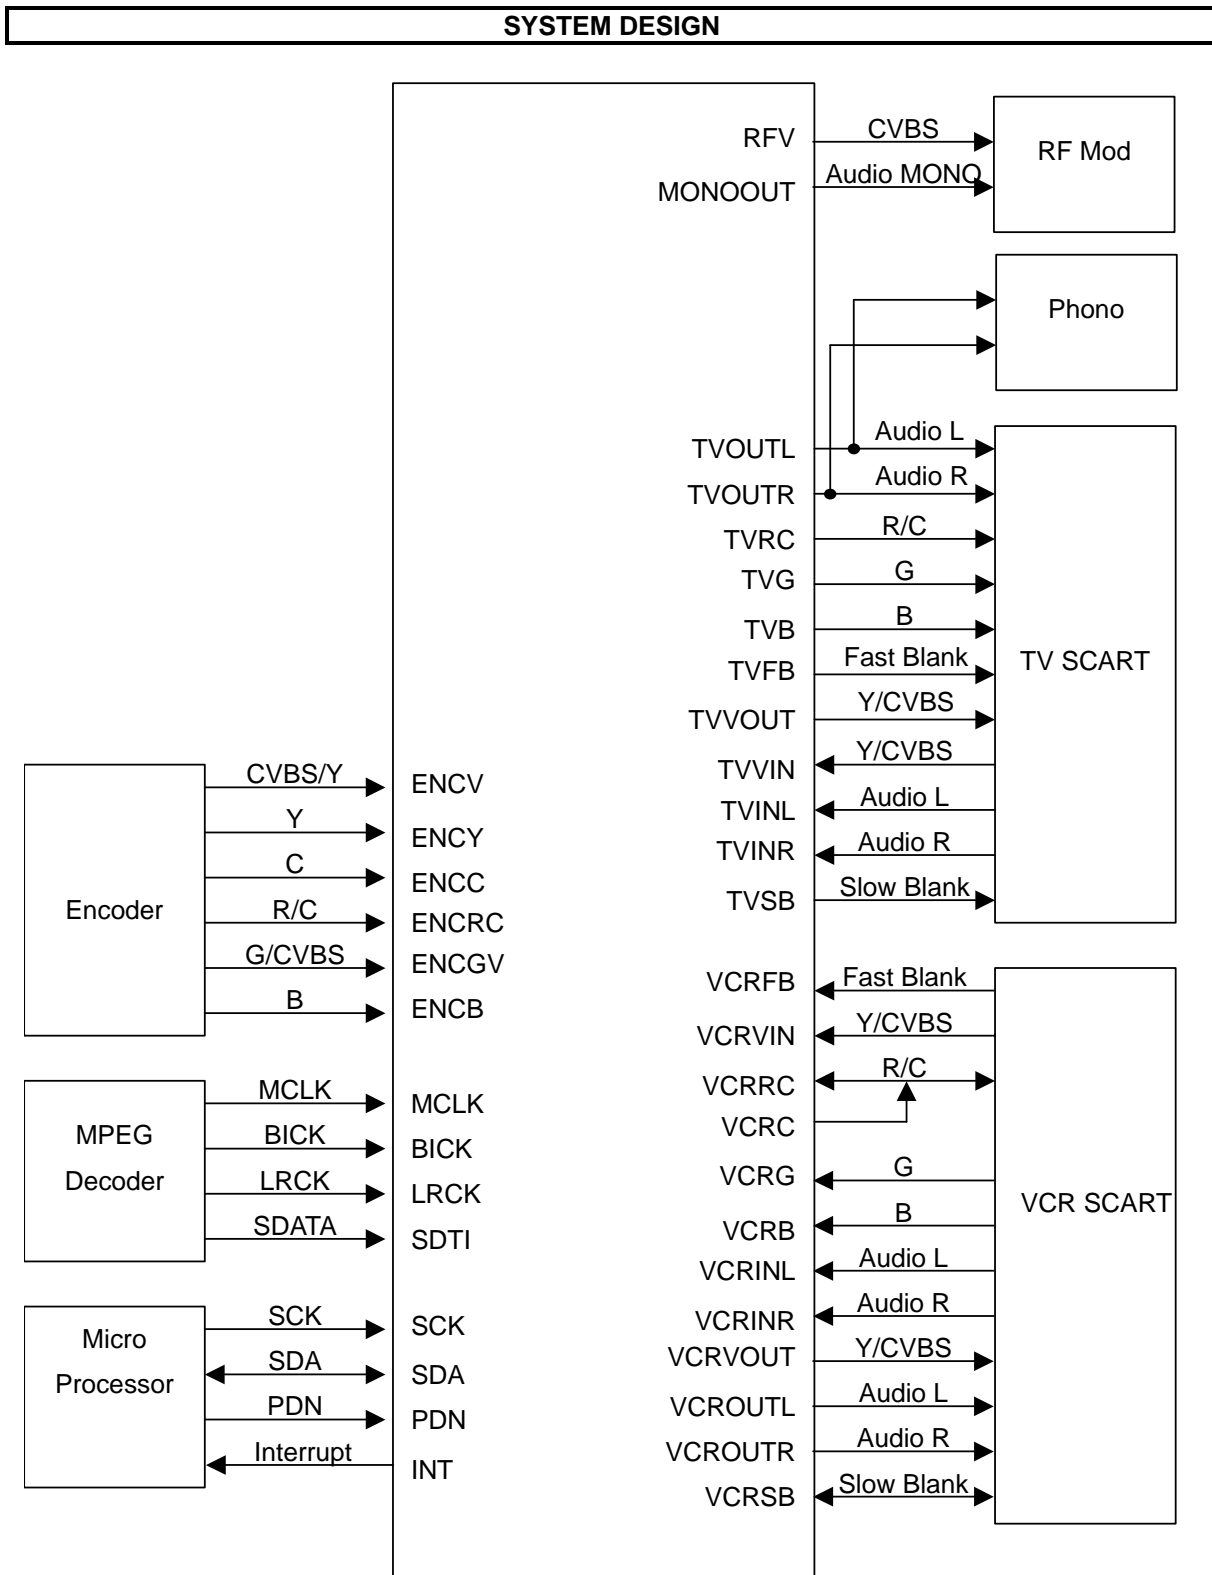 SYSTEM DESIGN
RFV
CVBS
MONOOUT
Audio MONO
RF Mod
Phono
TVOUTL
Audio L
TVOUTR
Audio R
TVRC
R/C
TVG
G
TVB
B
TVFB
Fast Blank
TVVOUT
Y/CVBS
TVVIN
Y/CVBS
TVINL
Audio L
TVINR
Audio R
TVSB
Slow Blank
TV SCART
Encoder
CVBS/Y
ENCV
Y
ENCY
C
ENCC
R/C
ENCRC
G/CVBS
ENCGV
B
ENCB
MPEG
Decoder
MCLK
MCLK
BICK
BICK
LRCK
LRCK
SDATA
SDTI
Micro
Processor
SCK
SCK
SDA
SDA
PDN
PDN
Interrupt
INT
VCRFB
Fast Blank
VCRVIN
Y/CVBS
VCRRC
R/C
VCRC
VCRG
G
VCRB
B
VCRINL
Audio L
VCRINR
Audio R
VCRVOUT
Y/CVBS
VCROUTL
Audio L
VCROUTR
Audio R
VCRSB
Slow Blank
VCR SCART